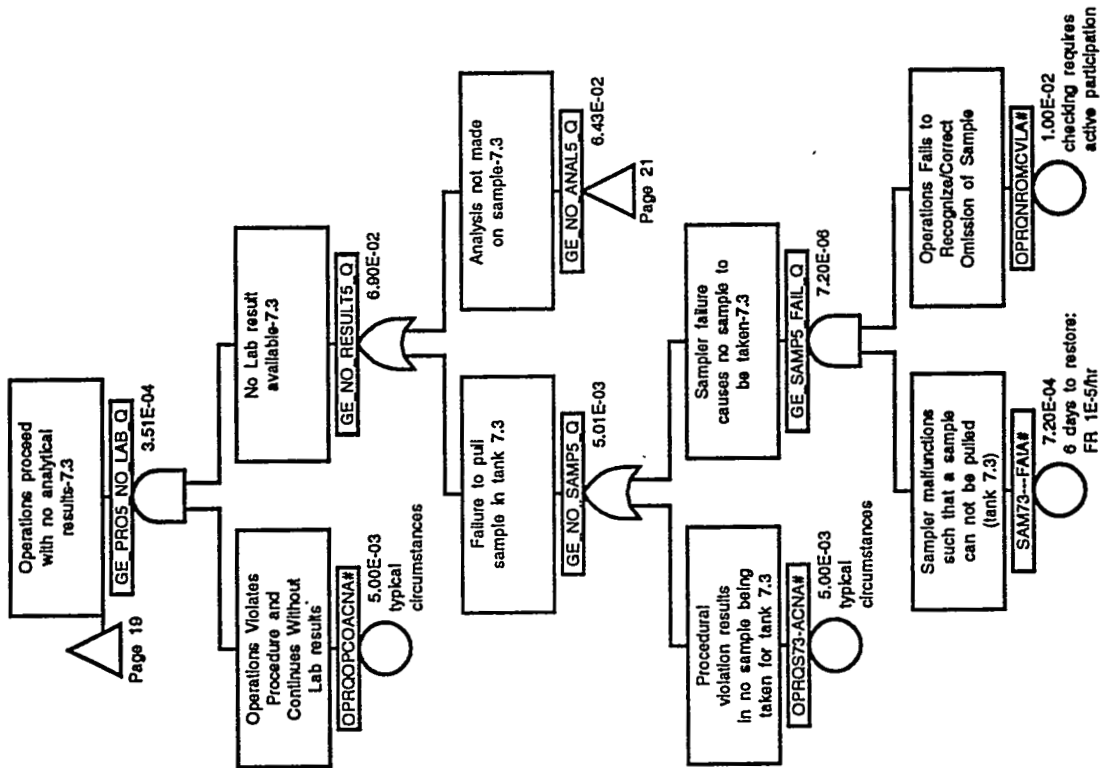 Operations proceed
with no analytical
results-7.3
GE_PRO5_NO_LAB_Q
3.51E-04
Page 19
Operations Violates
Procedure and
Continues Without
Lab results
OPRQOPCOACNA#
5.00E-03
typical
circumstances
No Lab result
available-7.3
GE_NO_RESULT5_Q
6.90E-02
Failure to pull
sample in tank 7.3
GE_NO_SAMP5_Q
5.01E-03
Analysis not made
on sample-7.3
GE_NO_ANAL5_Q
6.43E-02
Page 21
Procedural
violation results
in no sample being
taken for tank 7.3
OPRQS73-ACNA#
5.00E-03
typical
circumstances
Sampler failure
causes no sample to
be taken-7.3
GE_SAMP5_FAIL_Q
7.20E-06
Sampler malfunctions
such that a sample
can not be pulled
(tank 7.3)
SAM73---FAIA#
7.20E-04
6 days to restore:
FR 1E-5/hr
Operations Fails to
Recognize/Correct
Omission of Sample
OPRQNROMCVLA#
1.00E-02
checking requires
active participation